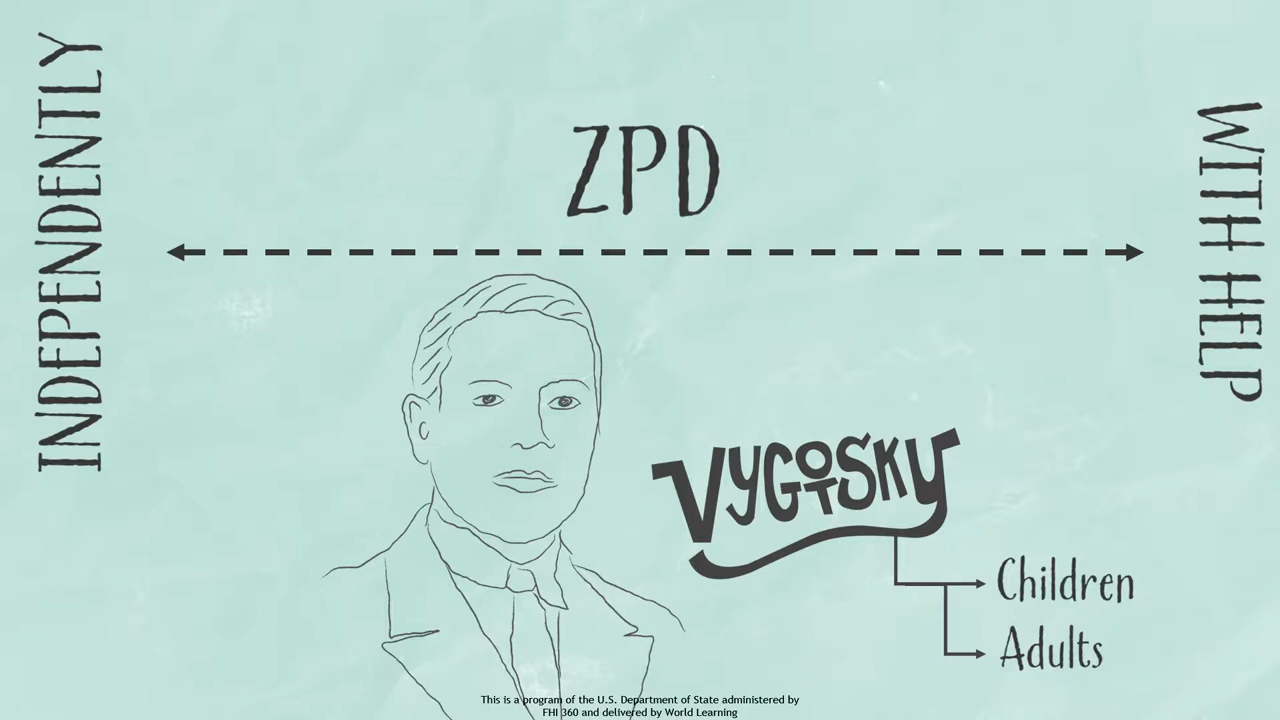 INDEPENDENTLY
ZPD
WITH HELP
VYGOTSKY
Children
Adults
This is a program of the U.S. Department of State administered by
FHI 360 and delivered by World Learning